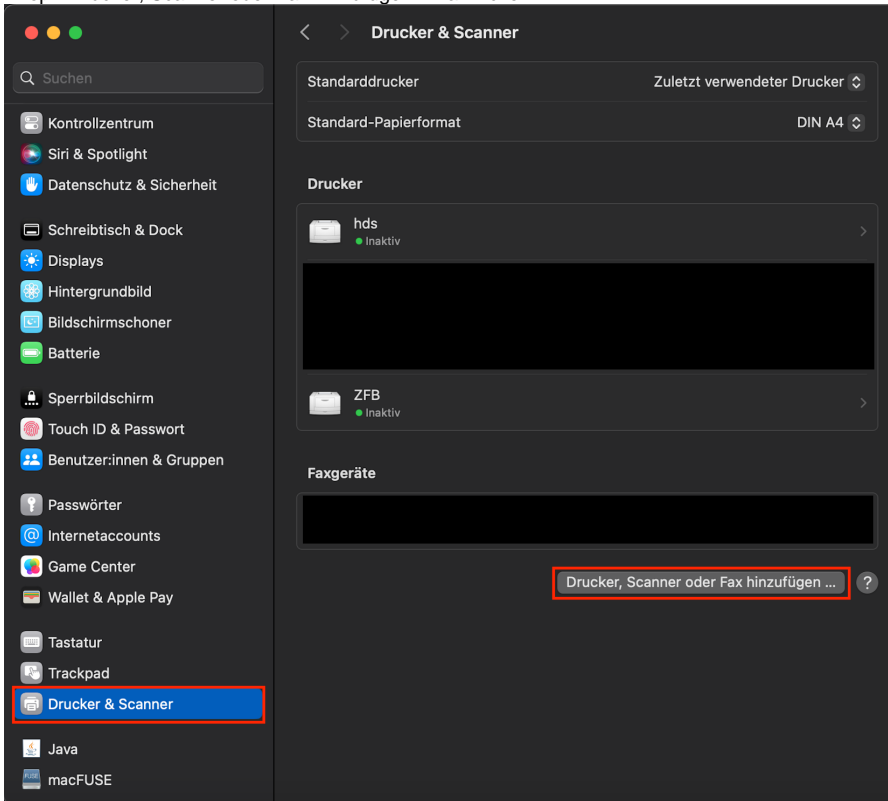 Drucker & Scanner
Suchen
Kontrollzentrum
Siri & Spotlight
Datenschutz & Sicherheit
Schreibtisch & Dock
Displays
Hintergrundbild
Bildschirmschoner
Batterie
Sperrbildschirm
Touch ID & Passwort
Benutzer:innen & Gruppen
Passwörter
Internetaccounts
Game Center
Wallet & Apple Pay
Tastatur
Trackpad
Drucker & Scanner
Java
macFUSE
Standarddrucker Zuletzt verwendeter Drucker
Standard-Papierformat DIN A4
Drucker
hds
Inaktiv
ZFB
Inaktiv
Faxgeräte
Drucker, Scanner oder Fax hinzufügen ... ?